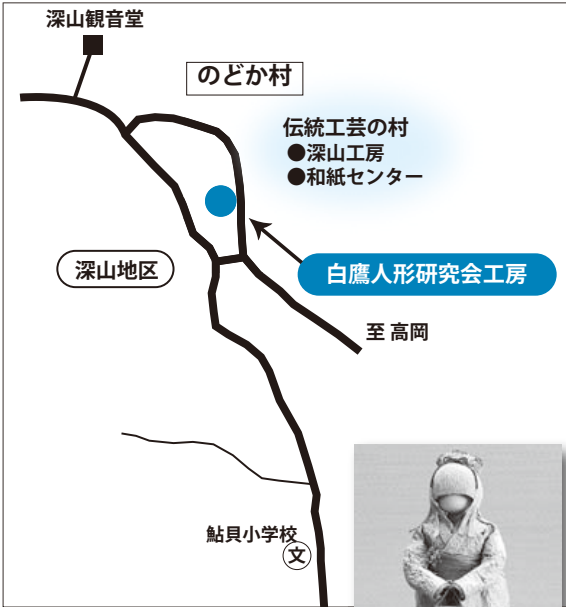 深山観音堂
のどか村
伝統工芸の村
●深山工房
●和紙センター
深山地区
白鷹人形研究会工房
至 高岡
鮎貝小学校
文